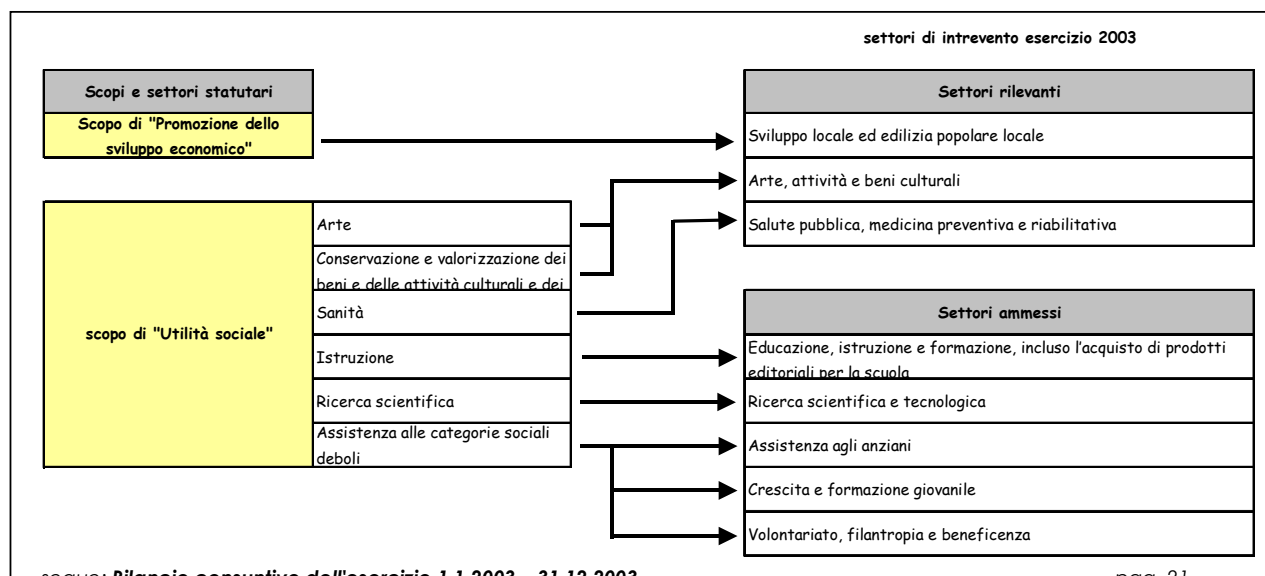 settori di intrevento esercizio 2003
Scopi e settori statutari
Scopo di "Promozione dello
sviluppo economico"
scopo di "Utilità sociale"
Arte
Conservazione e valorizzazione dei
beni e delle attività culturali e dei
Sanità
Istruzione
Ricerca scientifica
Assistenza alle categorie sociali
deboli
Settori rilevanti
Sviluppo locale ed edilizia popolare locale
Arte, attività e beni culturali
Salute pubblica, medicina preventiva e riabilitativa
Settori ammessi
Educazione, istruzione e formazione, incluso l'acquisto di prodotti
editoriali per la scuola
Ricerca scientifica e tecnologica
Assistenza agli anziani
Crescita e formazione giovanile
Volontariato, filantropia e beneficenza
segue: Bilancio consuntivo dell'esercizio 1.1.2003 – 31.12.2003 pag. 21